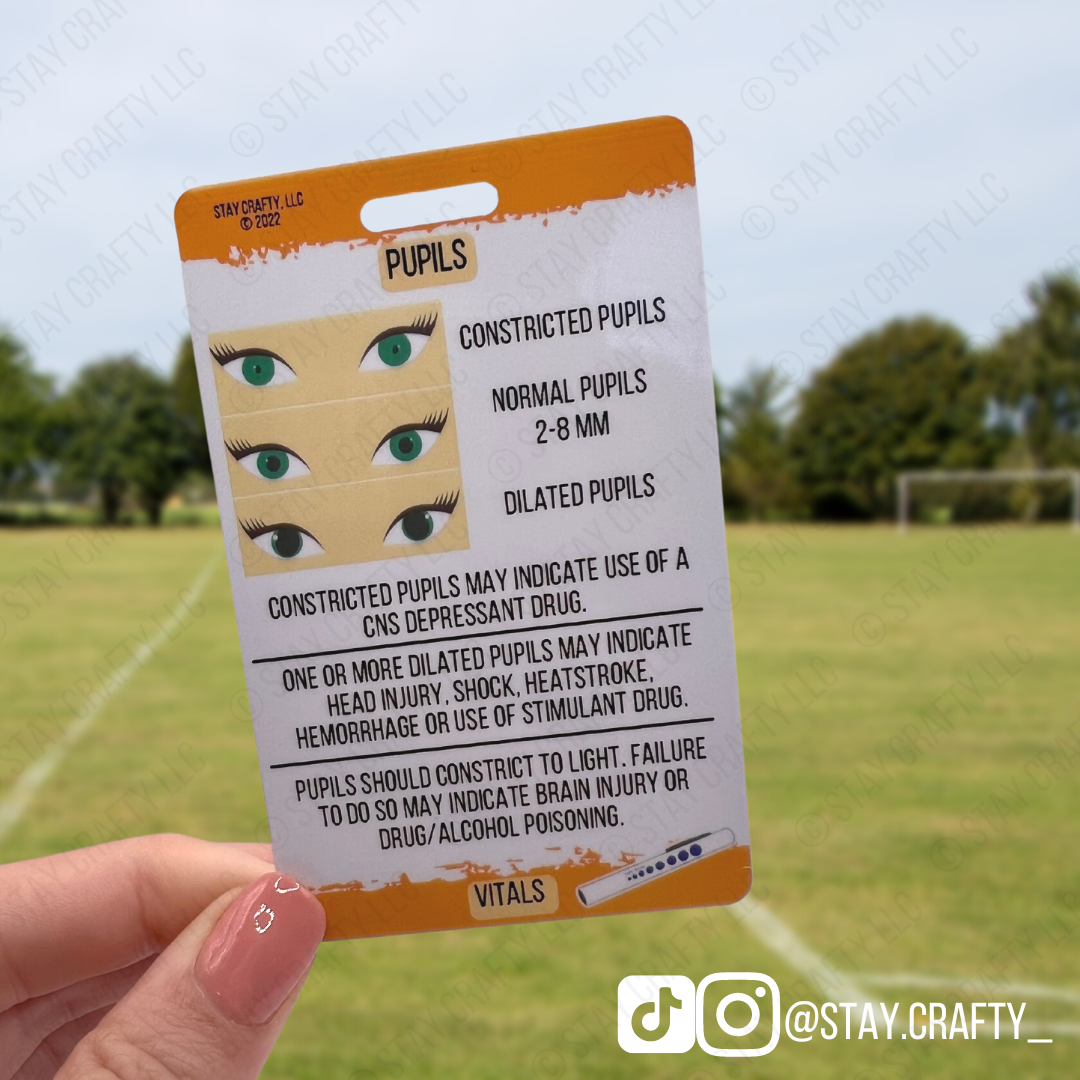 STAY CRAFTY, LLC
© 2022
PUPILS
CONSTRICTED PUPILS
NORMAL PUPILS
2-8 MM
DILATED PUPILS
CONSTRICTED PUPILS MAY INDICATE USE OF A
CNS DEPRESSANT DRUG.
ONE OR MORE DILATED PUPILS MAY INDICATE
HEAD INJURY, SHOCK, HEATSTROKE,
HEMORRHAGE OR USE OF STIMULANT DRUG.
PUPILS SHOULD CONSTRICT TO LIGHT. FAILURE
TO DO SO MAY INDICATE BRAIN INJURY OR
DRUG/ALCOHOL POISONING.
VITALS
@STAY.CRAFTY_
© STAY CRAFTY LLC